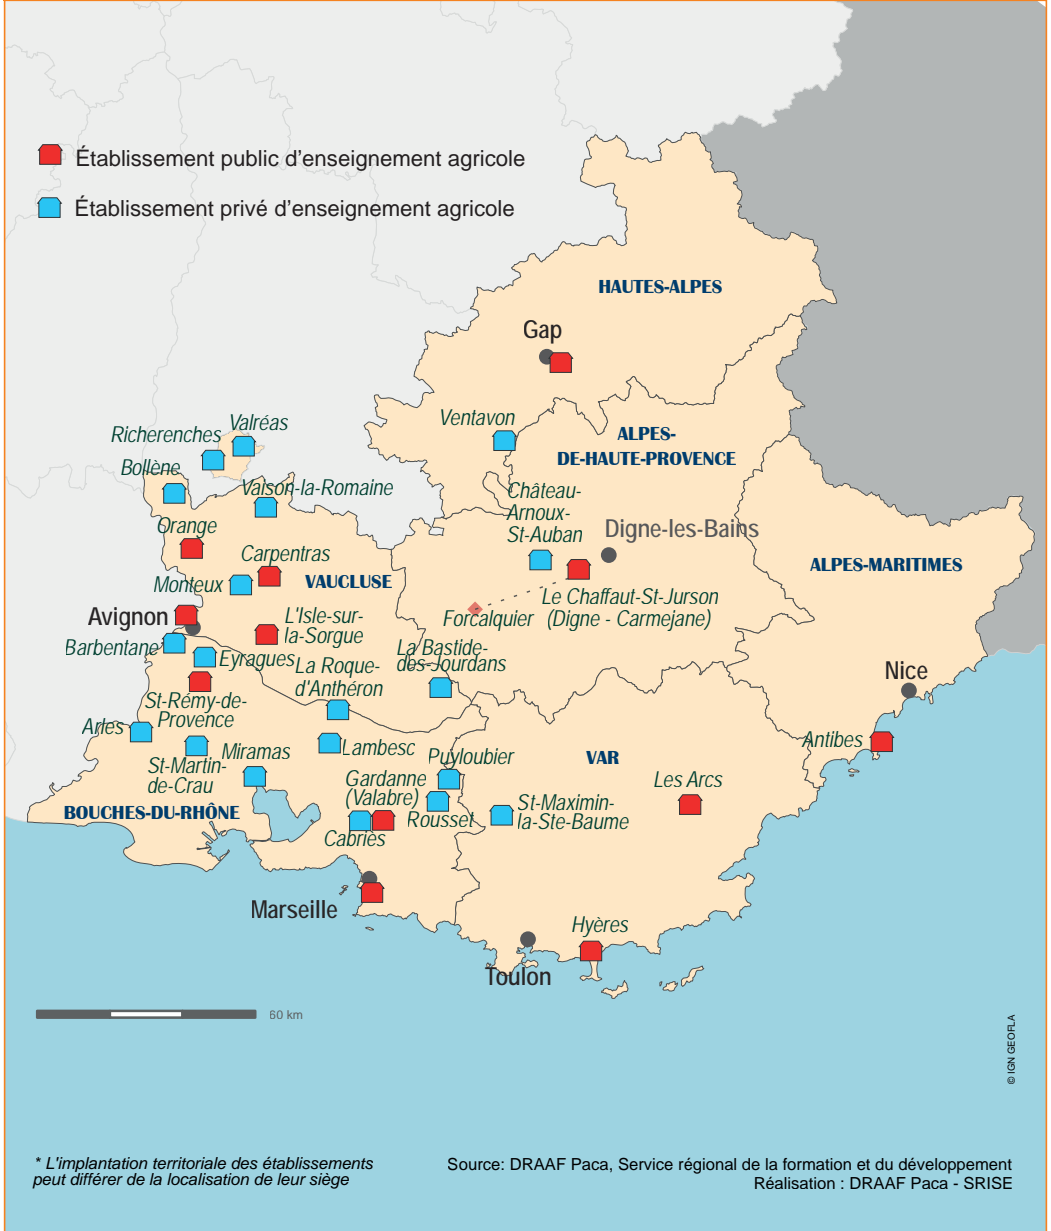 Établissement public d'enseignement agricole
Établissement privé d'enseignement agricole
HAUTES-ALPES
Gap
Ventavon
ALPES-
DE-HAUTE-PROVENCE
Valréas
Richerenches
Bollène
Vaison-la-Romaine
Château-
Arnoux-
St-Auban
Digne-les-Bains
Orange
Carpentras
VAUCLUSE
ALPES-MARITIMES
Monteux
Le Chaffaut-St-Jurson
(Digne - Carmejane)
Forcalquier
Avignon
L'Isle-sur-
la-Sorgue
Barbentane
Eyragues
La Bastide-
des-Jourdans
La Roque-
d'Anthéron
Nice
St-Rémy-de-
Provence
Arles
Antibes
Lambesc
Miramas
Puyloubier
VAR
St-Martin-
de-Crau
Gardanne
(Valabre)
Les Arcs
BOUCHES-DU-RHÔNE
Rousset
St-Maximin-
la-Ste-Baume
Cabriès
Marseille
Hyères
Toulon
60 km
© IGN GEOFLA
* L'implantation territoriale des établissements
peut différer de la localisation de leur siège
Source: DRAAF Paca, Service régional de la formation et du développement
Réalisation : DRAAF Paca - SRISE